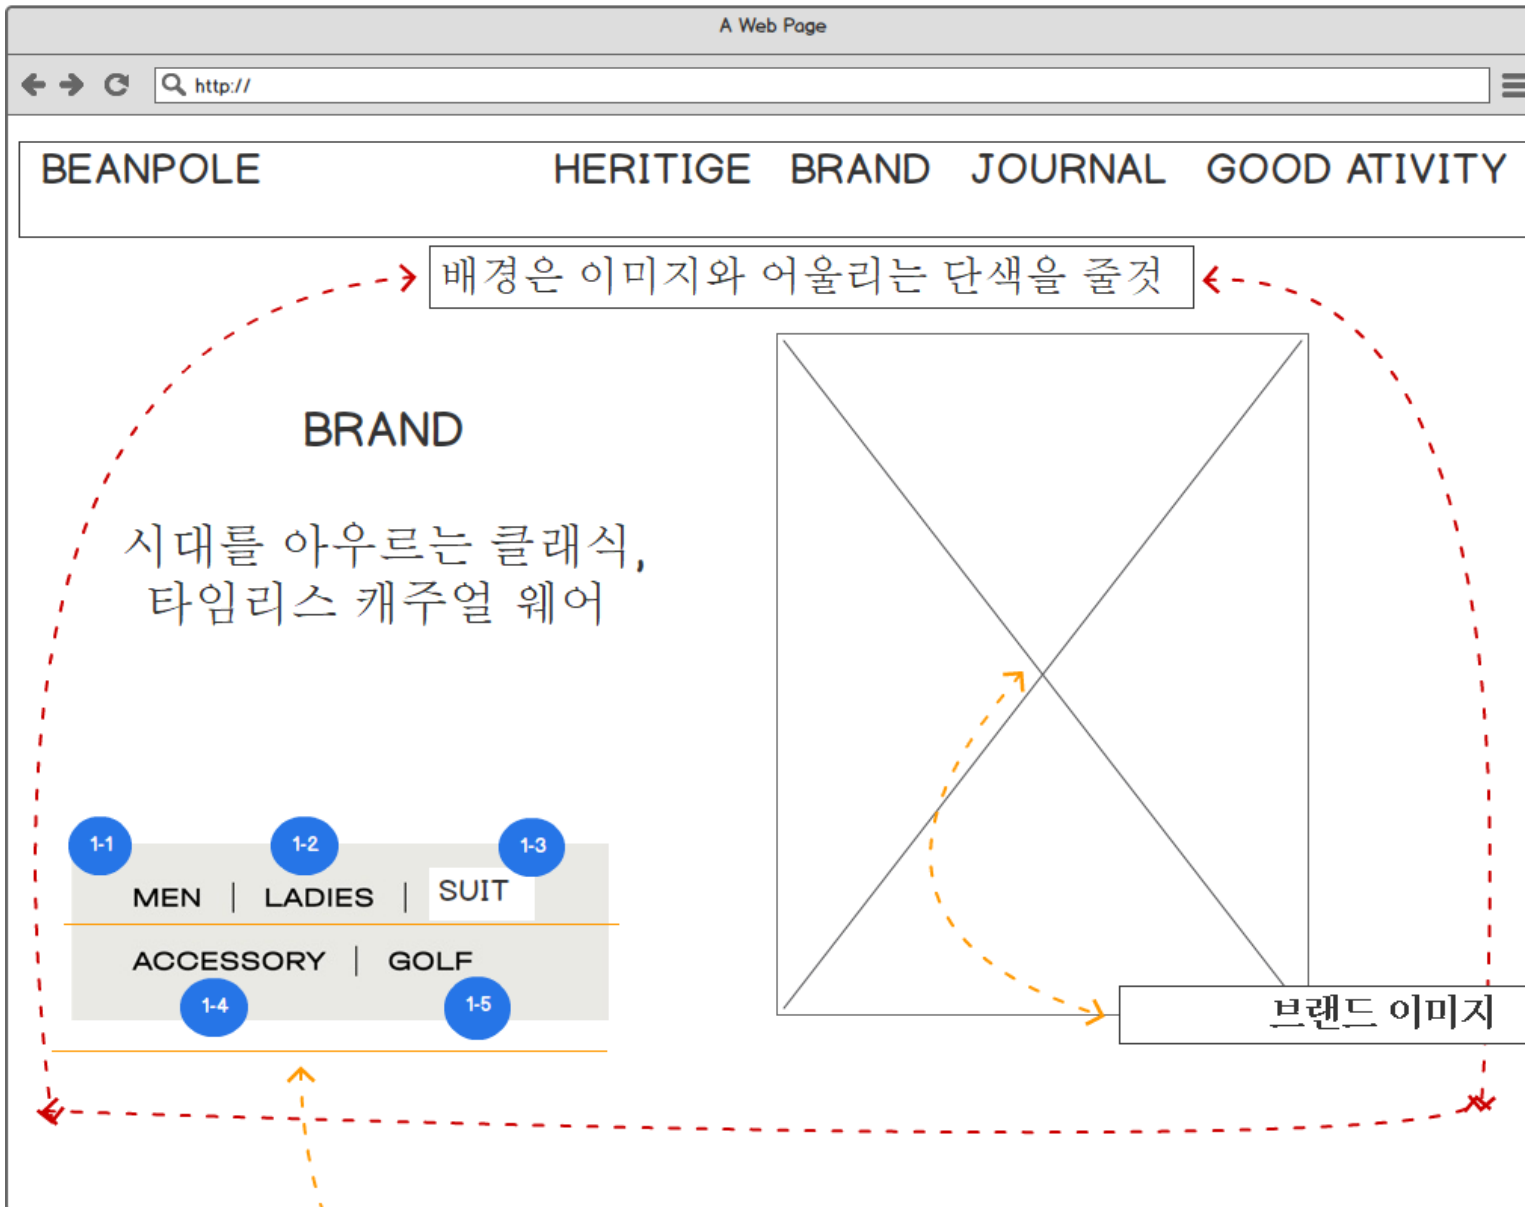 A Web Page
http://
BEANPOLE HERITIGE BRAND JOURNAL GOOD ATIVITY
배경은 이미지와 어울리는 단색을 줄것
BRAND
시대를 아우르는 클래식,
타임리스 캐주얼 웨어
1-1 1-2 1-3
MEN | LADIES | SUIT
ACCESSORY | GOLF
1-4 1-5
브랜드 이미지